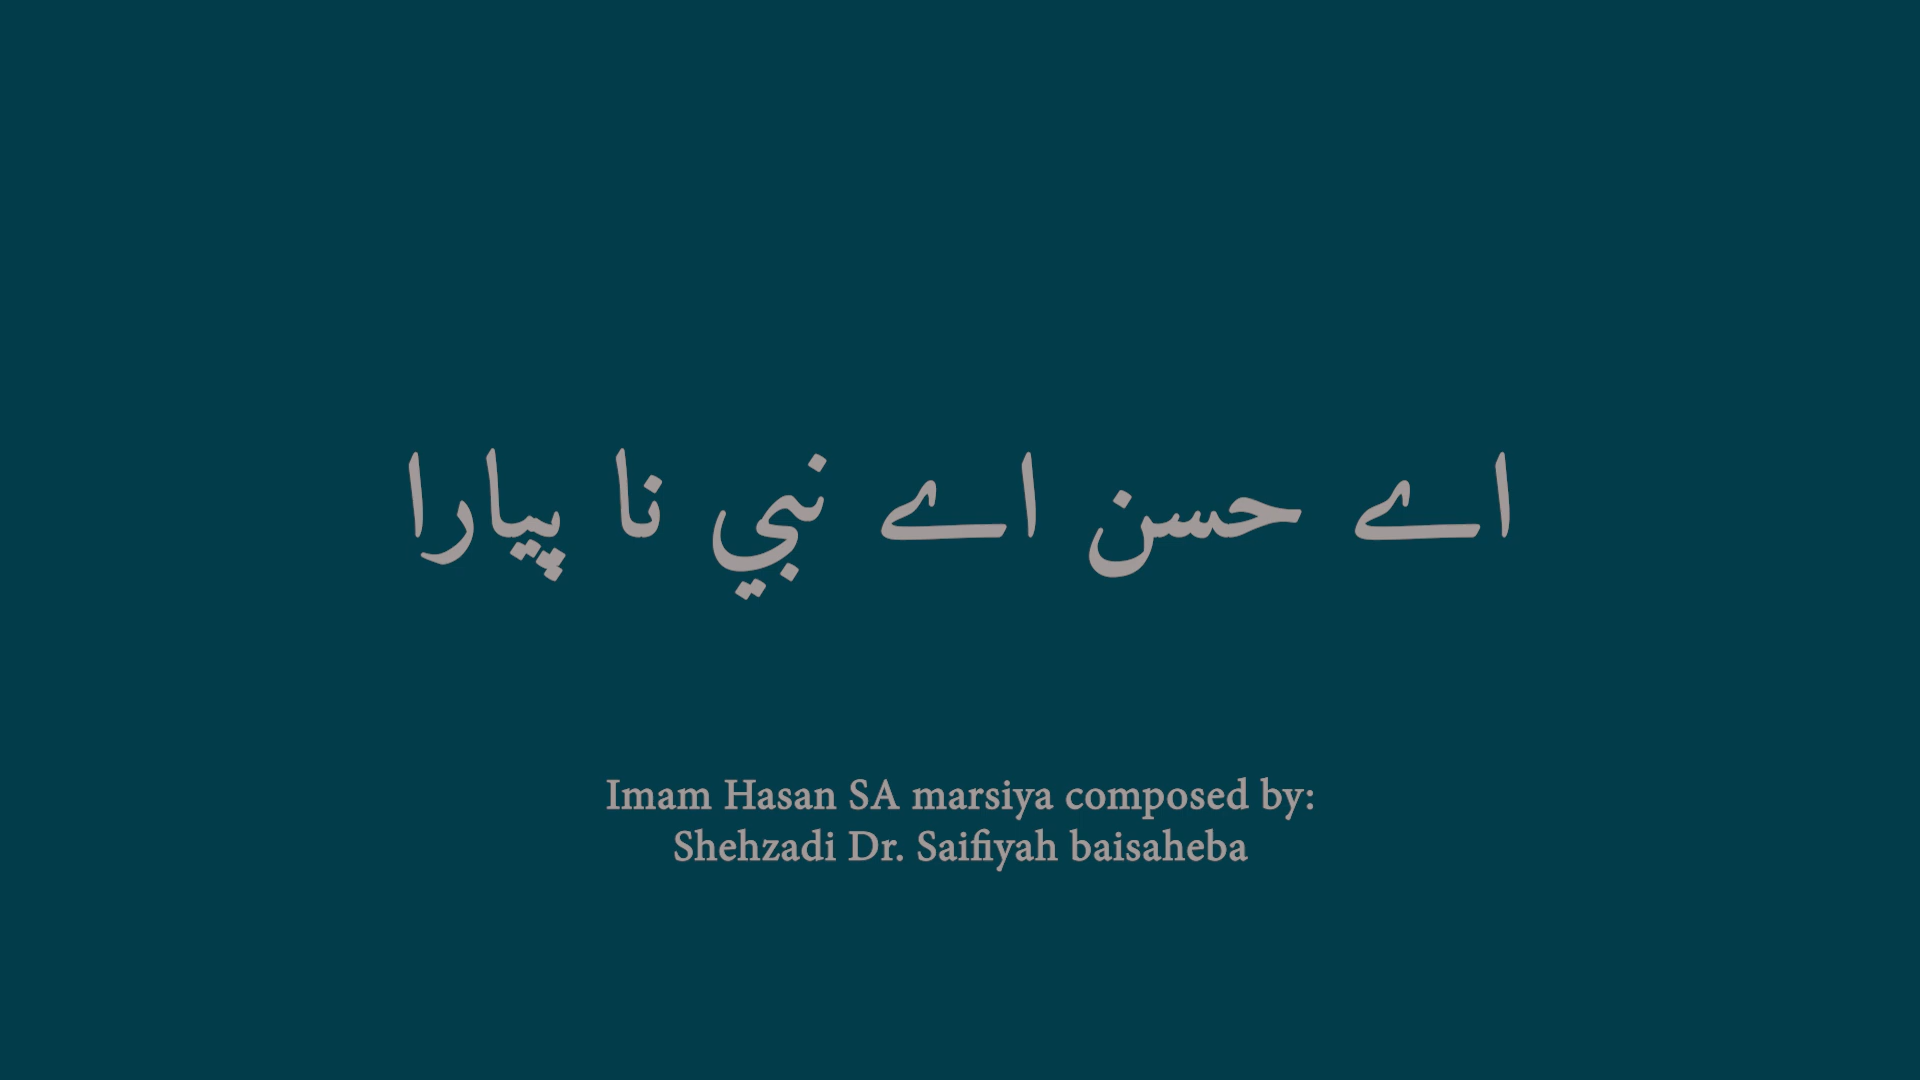 اے حسن اے نبي نا پيارا
Imam Hasan SA marsiya composed by:
Shehzadi Dr. Saifiyah baisaheba